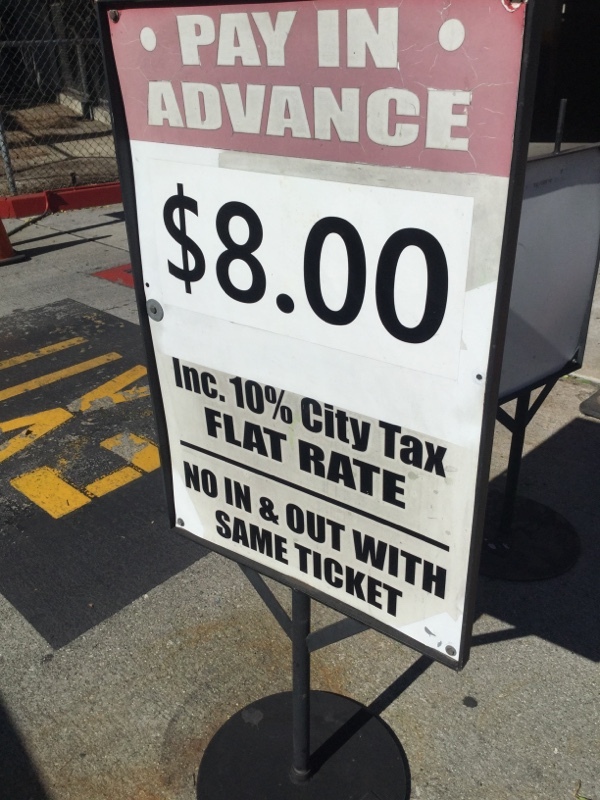 • PAY IN •
ADVANCE
$8.00
Inc. 10% City Tax
FLAT RATE
NO IN & OUT WITH
SAME TICKET